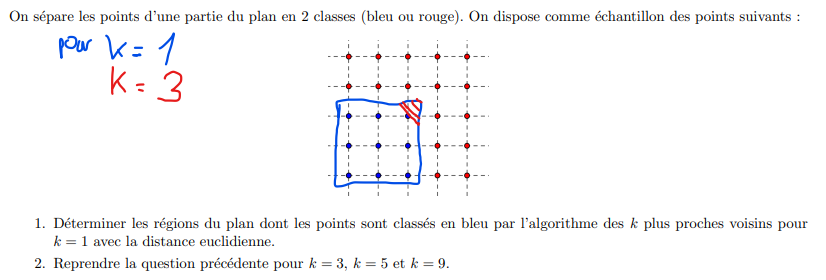 On sépare les points d'une partie du plan en 2 classes (bleu ou rouge). On dispose comme échantillon des points suivants :
pour k = 1
k = 3
1. Déterminer les régions du plan dont les points sont classés en bleu par l'algorithme des k plus proches voisins pour
k = 1 avec la distance euclidienne.
2. Reprendre la question précédente pour k = 3, k = 5 et k = 9.